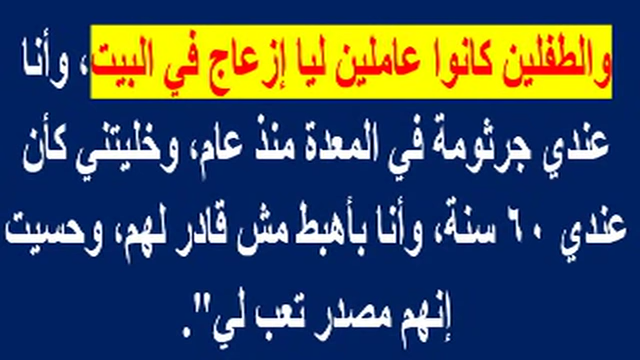 والطفلين كانوا عاملين ليا إزعاج في البيت، وأنا
عندي جرثومة في المعدة منذ عام، وخليتني كأن
عندي ٦٠ سنة، وأنا بأهبط مش قادر لهم، وحسيت
إنهم مصدر تعب لي".